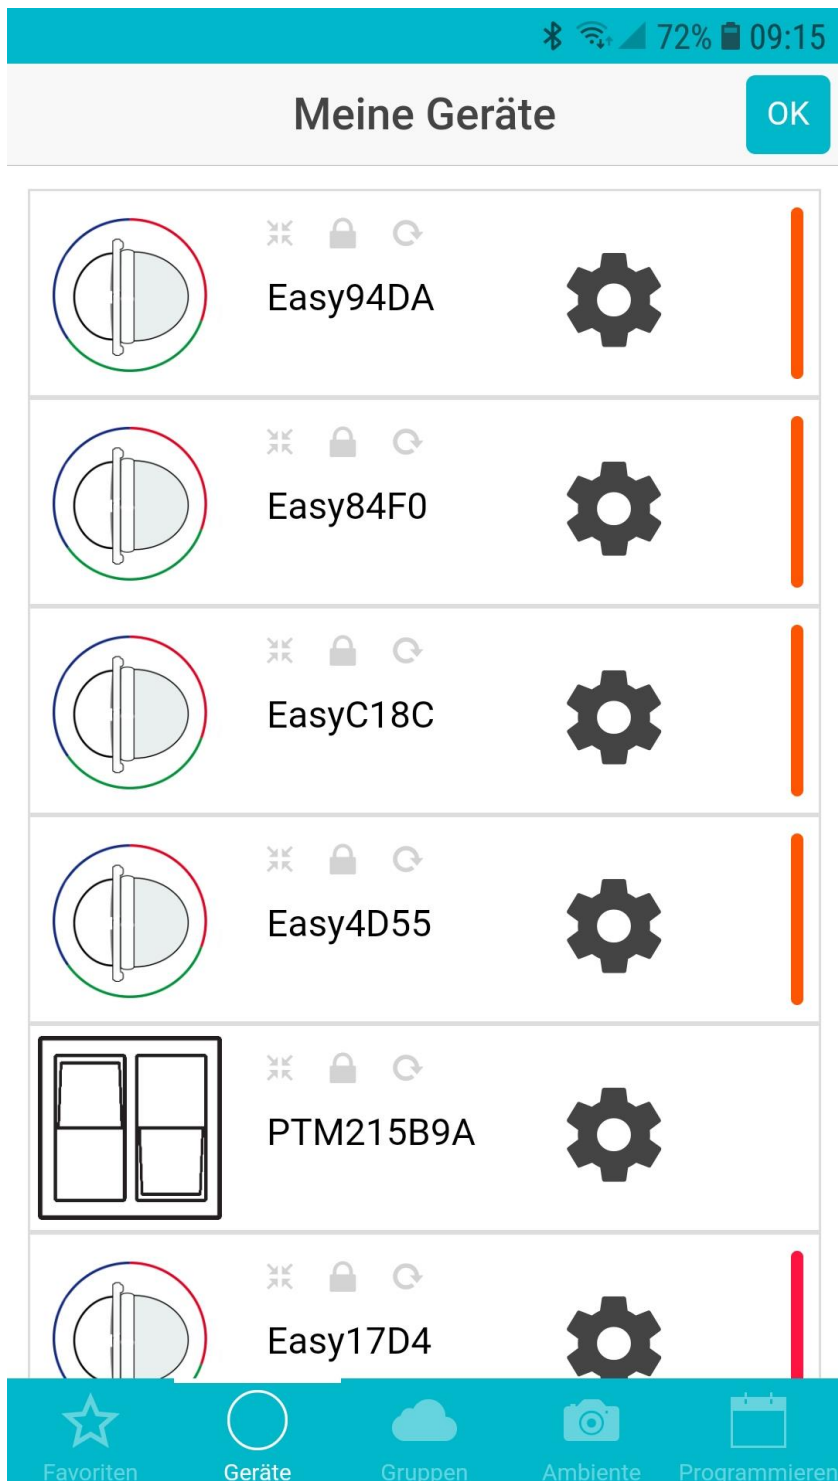 72% 09:15
Meine Geräte
OK
Easy94DA
Easy84F0
EasyC18C
Easy4D55
PTM215B9A
Easy17D4
Favoriten Geräte Gruppen Ambiente Programmieren